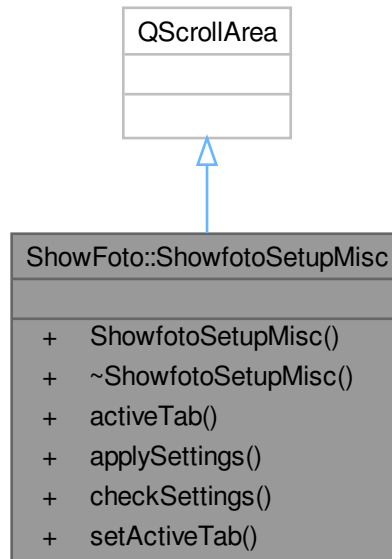 QScrollArea
ShowFoto::ShowfotoSetupMisc
+ ShowfotoSetupMisc()
+ ~ShowfotoSetupMisc()
+ activeTab()
+ applySettings()
+ checkSettings()
+ setActiveTab()